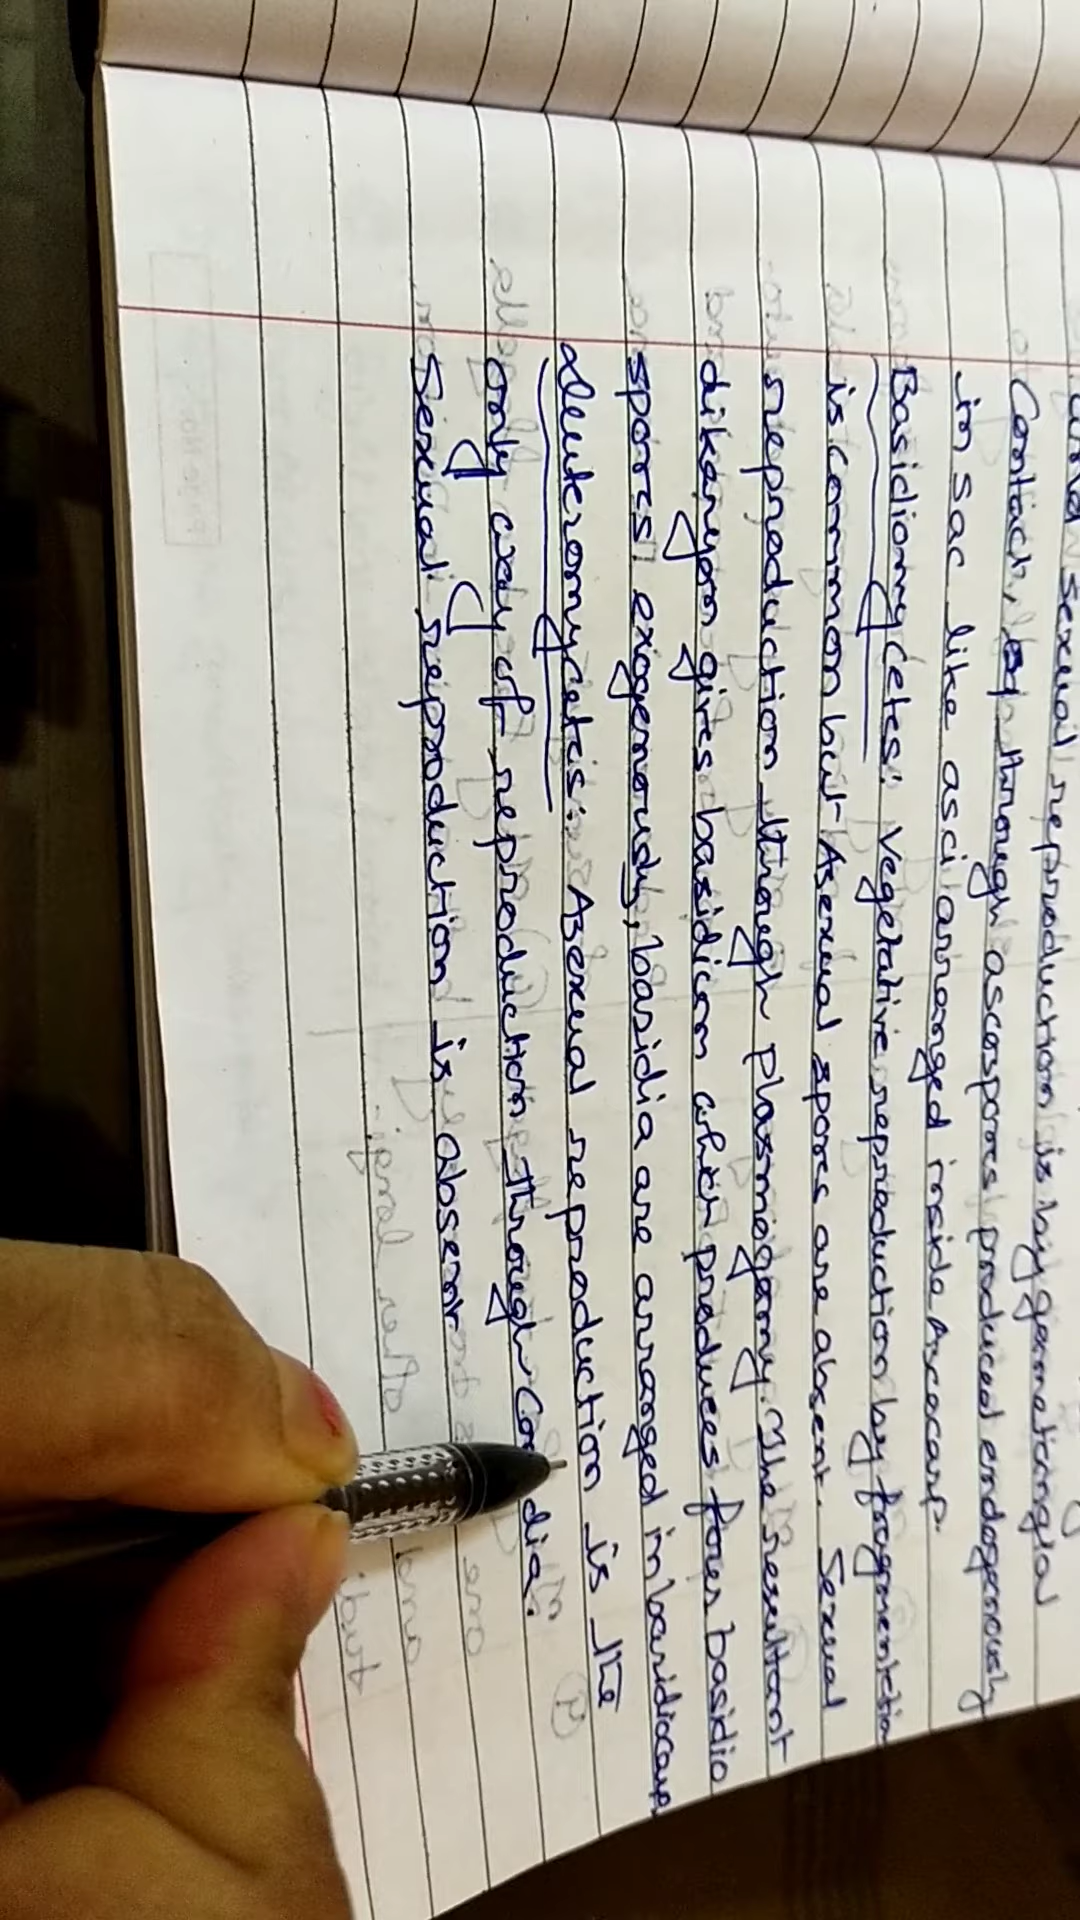 and sexual reproduction is by gametangial
Contach, through ascospores produced endogenously
in sac like asci arranged inside Ascocarp.
Basidiomycetes: Vegetative reproduction by fragmentation
is common but Asexual spores are absent. Sexual
reproduction through plasmogamy. The resultant
dikaryon gives basidium which produces four basidio
spores exogenously, basidia are arranged in basidiocarp
deuteromycetes: Asexual reproduction is the
only way of reproduction through Conidia.
Sexual reproduction is absent